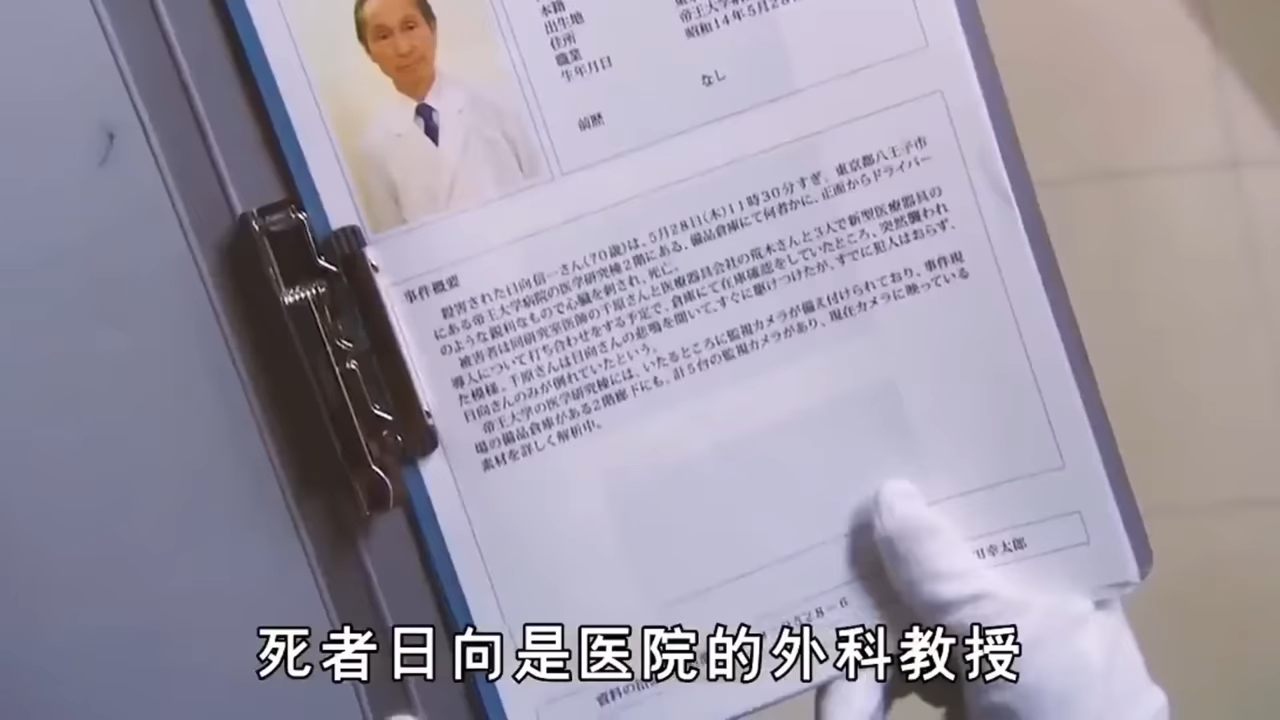 本籍
出生地
住所
職業
生年月日
帝王大学病
昭和14年5月28
前歴
なし
事件概要
殺害された日向信一さん(70歳)は、5月28日(木)11時30分すぎ、東京都八王子市
にある帝王大学病院の医学研究棟2階にある、備品倉庫にて何者かに、正面からドライバー
のような鋭利なもので心臓を刺され、死亡。
被害者は同研究室医師の千原さんと医療器具会社の荒木さんと3人で新型医療器具の
導入について打ち合わせをする予定で、倉庫にて在庫確認をしていたところ、突然襲われ
た模様。千原さんは日向さんの悲鳴を聞いて、すぐに駆けつけたが、すでに犯人はおらず、
日向さんのみが倒れていたという。
帝王大学の医学研究棟には、いたるところに監視カメラが備え付けられており、事件現
場の備品倉庫がある2階廊下にも、計5台の監視カメラがあり、現在カメラに映っている
素材を詳しく解析中。
田幸太郎
0528-6
資料の
死者日向是医院的外科教授